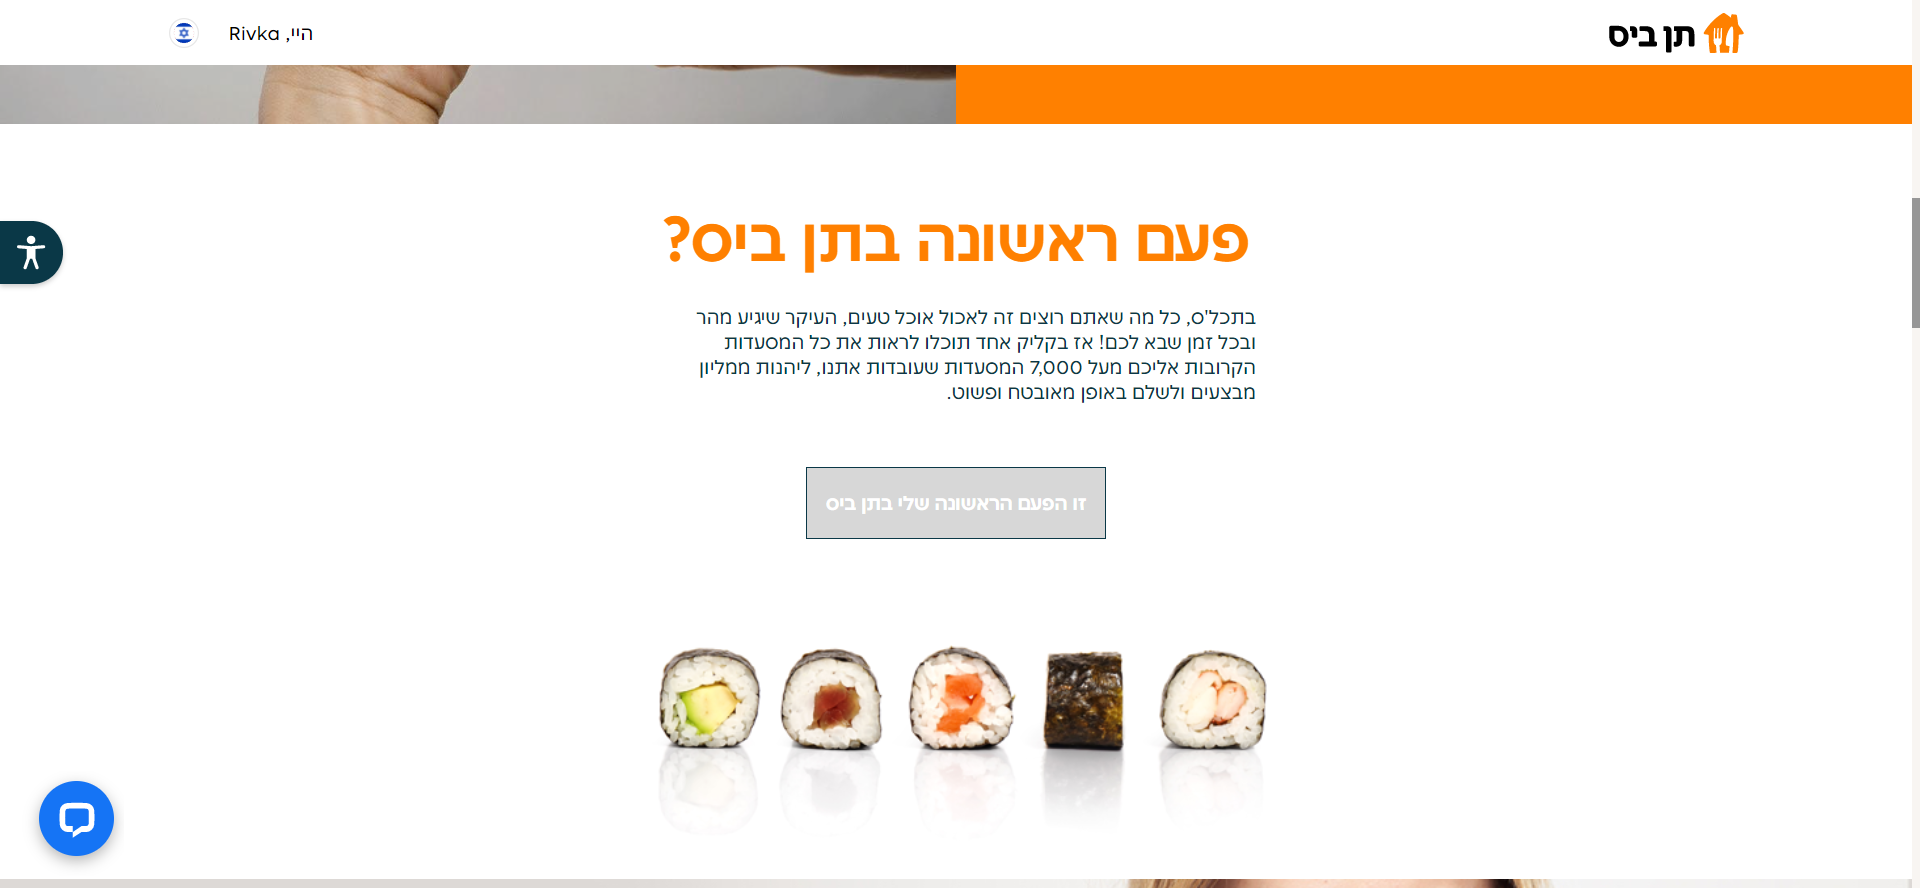 תן ביס
היי, Rivka
פעם ראשונה בתן ביס?
בתכל'ס, כל מה שאתם רוצים זה לאכול אוכל טעים, העיקר שיגיע מהר
ובכל זמן שבא לכם! אז בקליק אחד תוכלו לראות את כל המסעדות
הקרובות אליכם מעל 7,000 המסעדות שעובדות אתנו, ליהנות ממליון
מבצעים ולשלם באופן מאובטח ופשוט.
זו הפעם הראשונה שלי בתן ביס